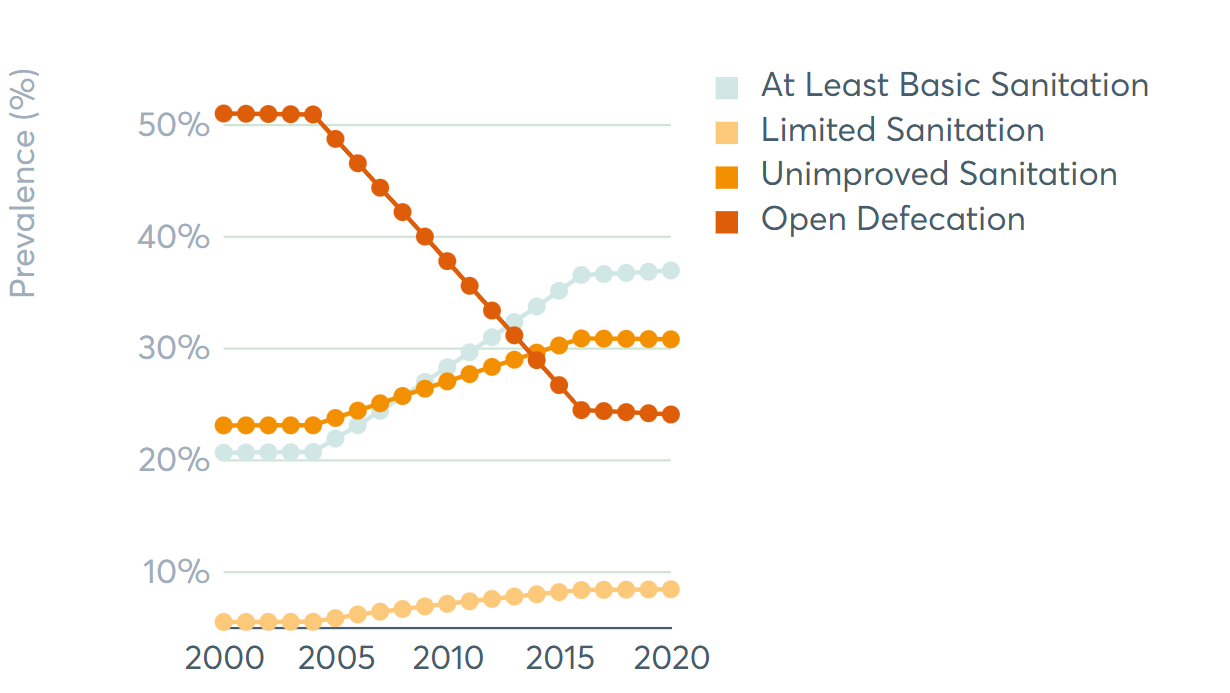 Prevalence (%)
50%
40%
30%
20%
10%
2000 2005 2010 2015 2020
At Least Basic Sanitation
Limited Sanitation
Unimproved Sanitation
Open Defecation